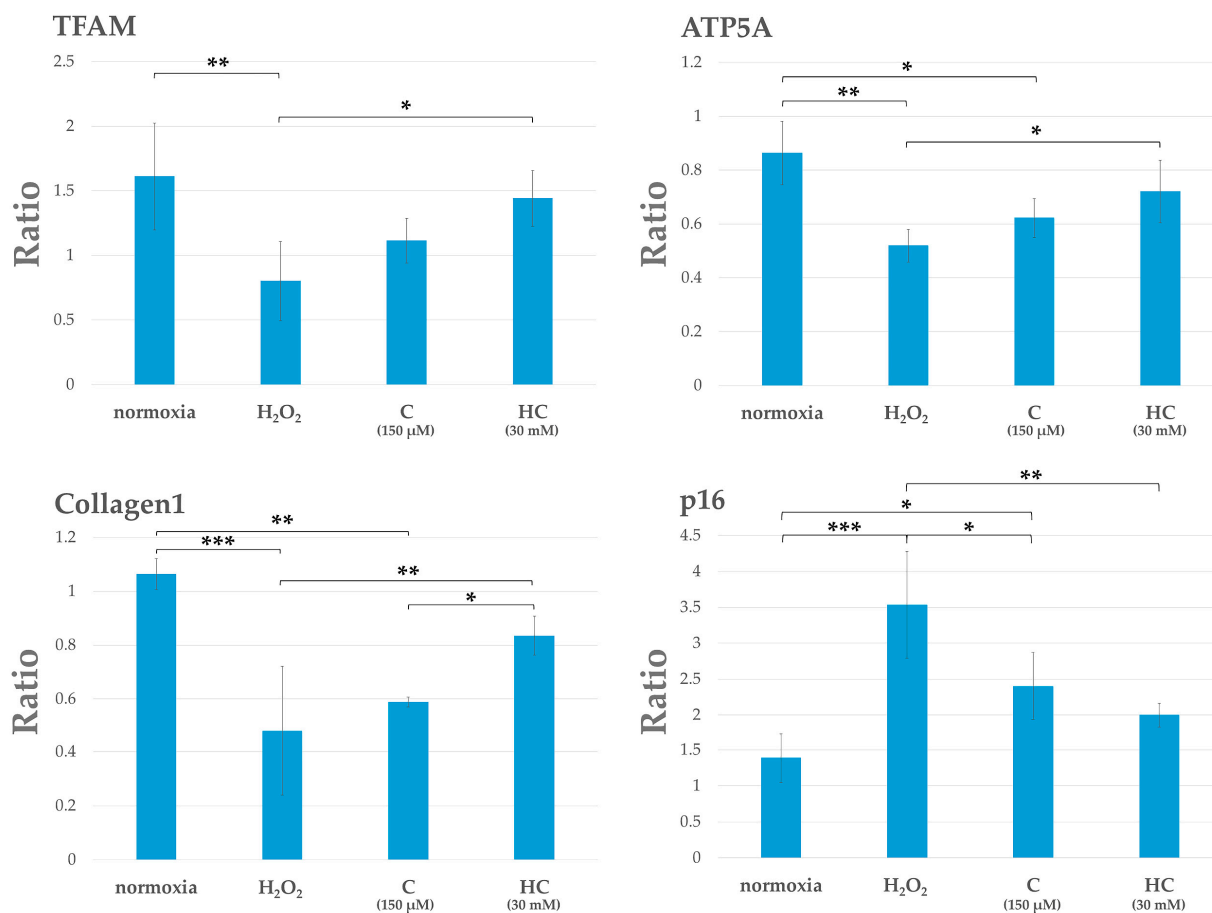 TFAM
2.5
2
1.5
1
0.5
0
Ratio
**
*
normoxia H₂O₂ C HC
(150 μM) (30 mM)
ATP5A
1.2
1
0.8
0.6
0.4
0.2
0
Ratio
*
**
*
normoxia H₂O₂ C HC
(150 μM) (30 mM)
Collagen1
1.2
1
0.8
0.6
0.4
0.2
0
Ratio
**
***
**
*
normoxia H₂O₂ C HC
(150 μM) (30 mM)
p16
4.5
4
3.5
3
2.5
2
1.5
1
0.5
0
Ratio
**
*
*** *
normoxia H₂O₂ C HC
(150 μM) (30 mM)